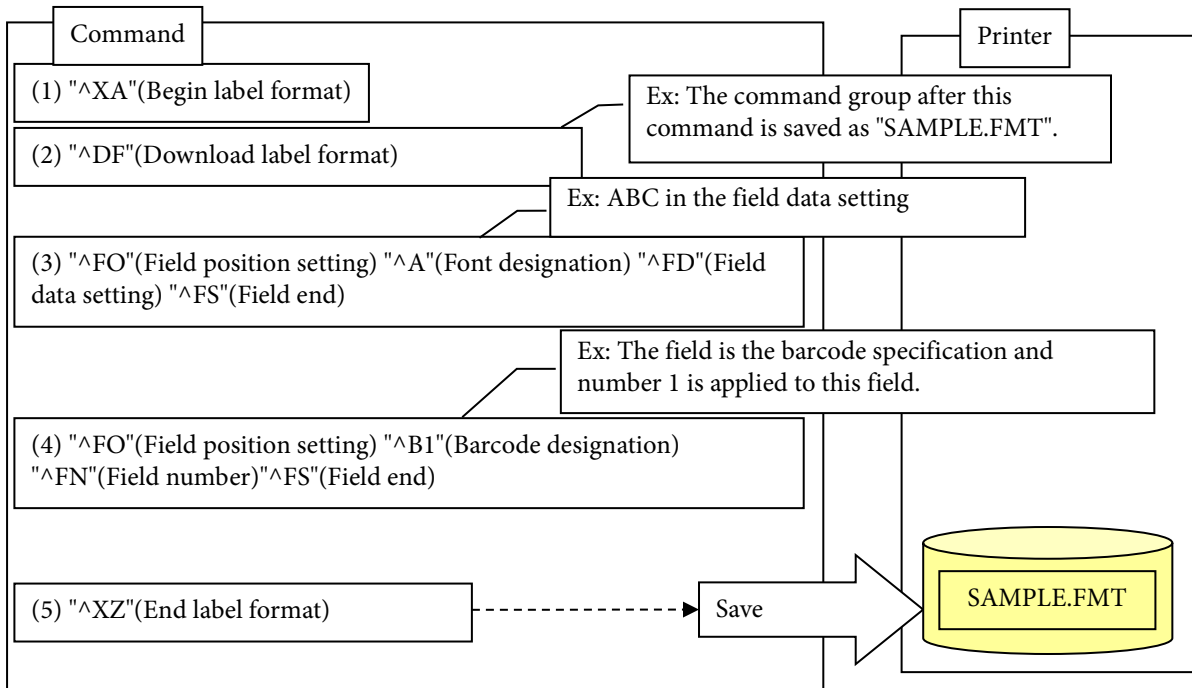 Command
Printer
(1) "^XA"(Begin label format)
Ex: The command group after this
command is saved as "SAMPLE.FMT".
(2) "^DF"(Download label format)
Ex: ABC in the field data setting
(3) "^FO"(Field position setting) "^A"(Font designation) "^FD"(Field
data setting) "^FS"(Field end)
Ex: The field is the barcode specification and
number 1 is applied to this field.
(4) "^FO"(Field position setting) "^B1"(Barcode designation)
"^FN"(Field number)"^FS"(Field end)
(5) "^XZ"(End label format)
Save
SAMPLE.FMT